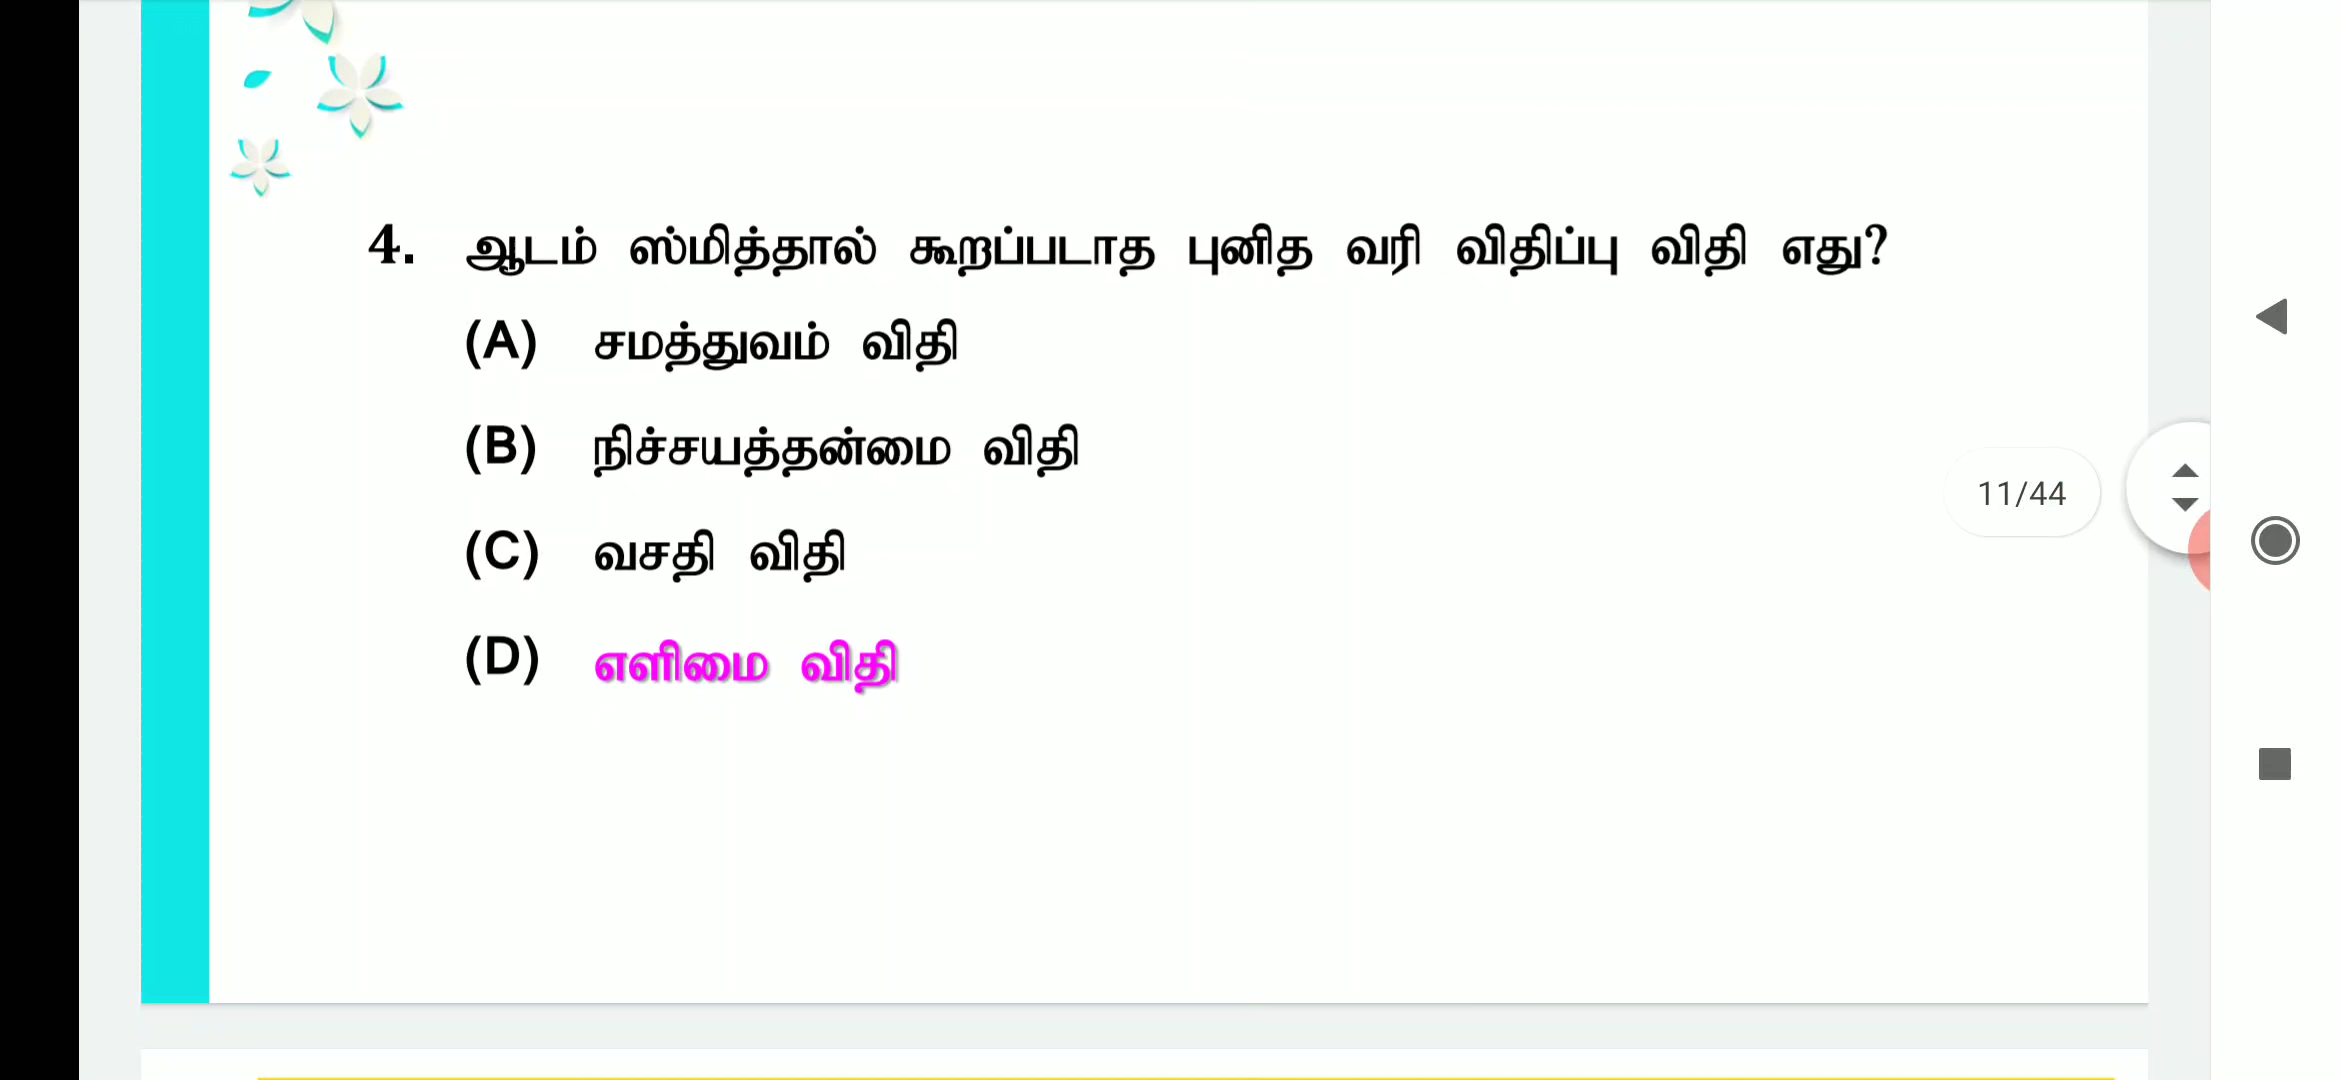 4. ஆடம் ஸ்மித்தால் கூறப்படாத புனித வரி விதிப்பு விதி எது?
(A) சமத்துவம் விதி
(B) நிச்சயத்தன்மை விதி
11/44
(C) வசதி விதி
(D) எளிமை விதி